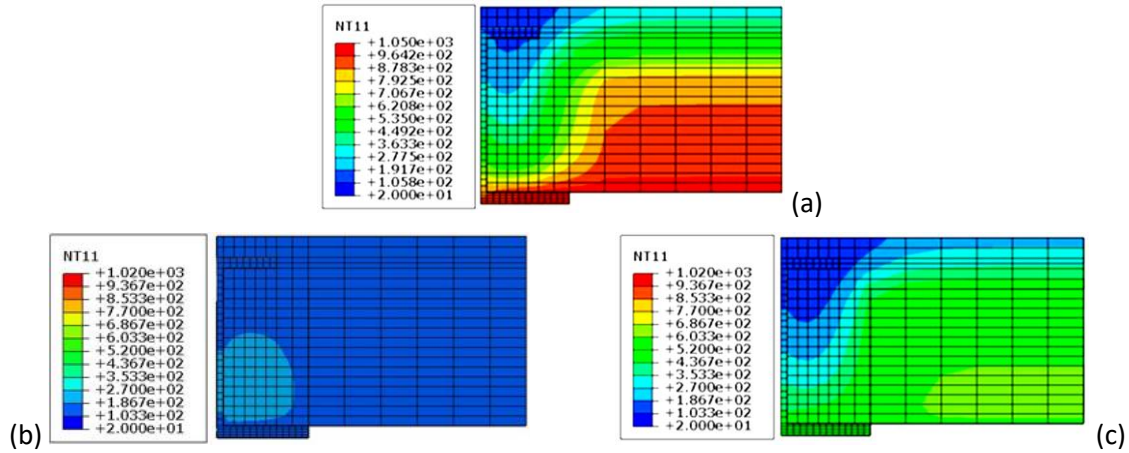 NT11
+1.050e+03
+9.642e+02
+8.783e+02
+7.925e+02
+7.067e+02
+6.208e+02
+5.350e+02
+4.492e+02
+3.633e+02
+2.775e+02
+1.917e+02
+1.058e+02
+2.000e+01
(a)
NT11
+1.020e+03
+9.367e+02
+8.533e+02
+7.700e+02
+6.867e+02
+6.033e+02
+5.200e+02
+4.367e+02
+3.533e+02
+2.700e+02
+1.867e+02
+1.033e+02
+2.000e+01
(b)
NT11
+1.020e+03
+9.367e+02
+8.533e+02
+7.700e+02
+6.867e+02
+6.033e+02
+5.200e+02
+4.367e+02
+3.533e+02
+2.700e+02
+1.867e+02
+1.033e+02
+2.000e+01
(c)